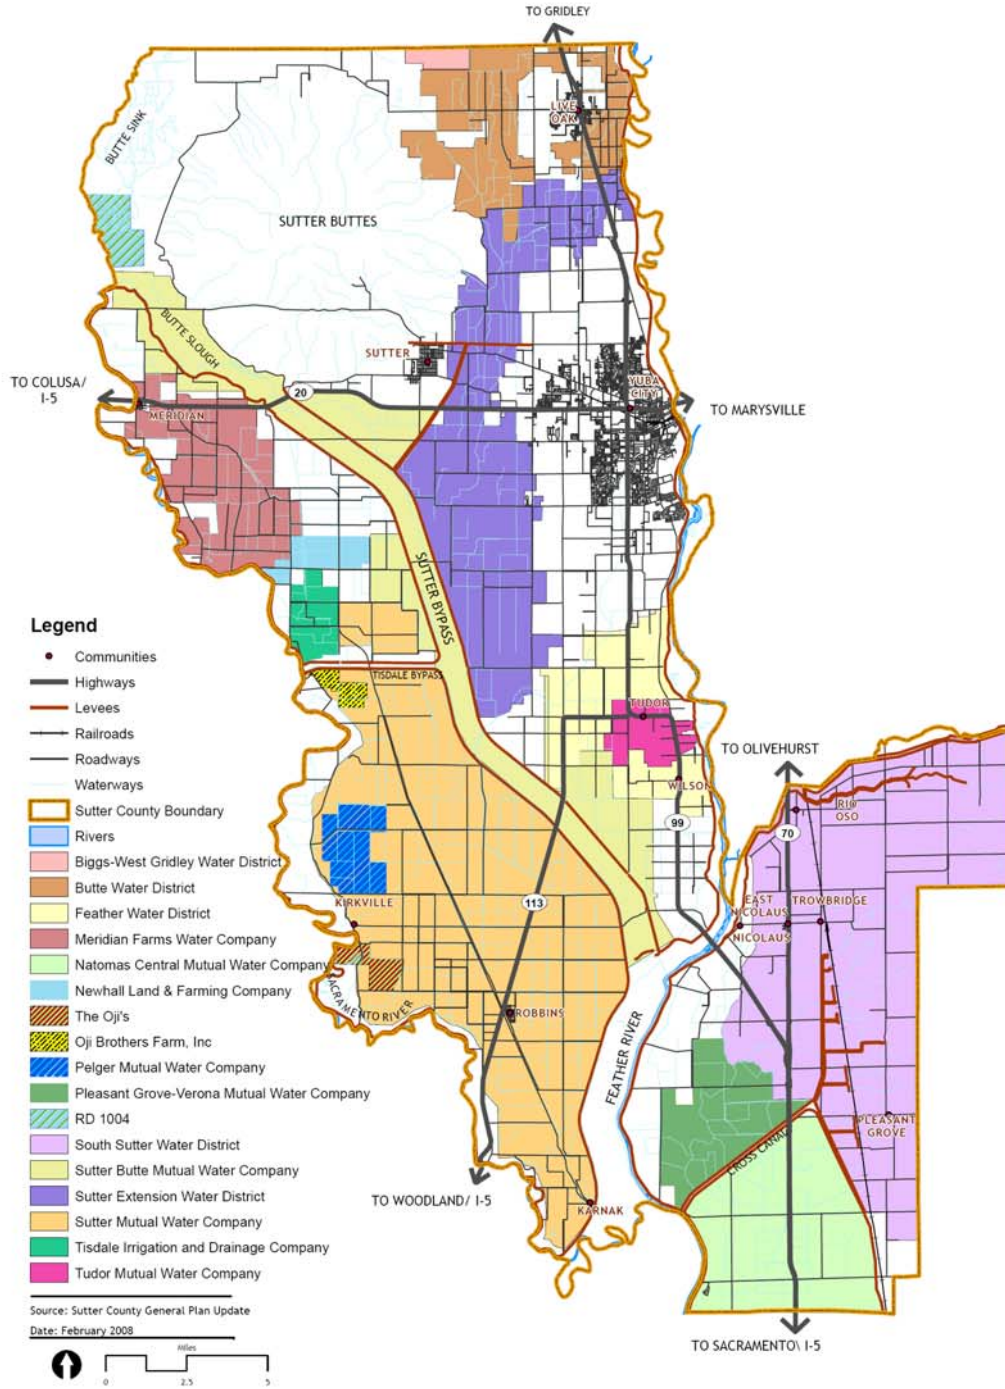 TO GRIDLEY
LIVE
OAK
BUTTE SINK
SUTTER BUTTES
BUTTE SLOUGH
SUTTER
TO COLUSA/
I-5
20
YUBA
CITY
TO MARYSVILLE
MERIDIAN
SUTTER BYPASS
TISDALE BYPASS
TUDOR
TO OLIVEHURST
WILSON
RIO
OSO
99
70
KIRKVILLE
113
EAST
NICOLAUS
TROWBRIDGE
NICOLAUS
SACRAMENTO RIVER
ROBBINS
FEATHER RIVER
PLEASANT
GROVE
CROSS CANAL
TO WOODLAND/ I-5
KARNAK
TO SACRAMENTO\ I-5
Legend
Communities
Highways
Levees
Railroads
Roadways
Waterways
Sutter County Boundary
Rivers
Biggs-West Gridley Water District
Butte Water District
Feather Water District
Meridian Farms Water Company
Natomas Central Mutual Water Company
Newhall Land & Farming Company
The Oji's
Oji Brothers Farm, Inc
Pelger Mutual Water Company
Pleasant Grove-Verona Mutual Water Company
RD 1004
South Sutter Water District
Sutter Butte Mutual Water Company
Sutter Extension Water District
Sutter Mutual Water Company
Tisdale Irrigation and Drainage Company
Tudor Mutual Water Company
Source: Sutter County General Plan Update
Date: February 2008
Miles
0 2.5 5